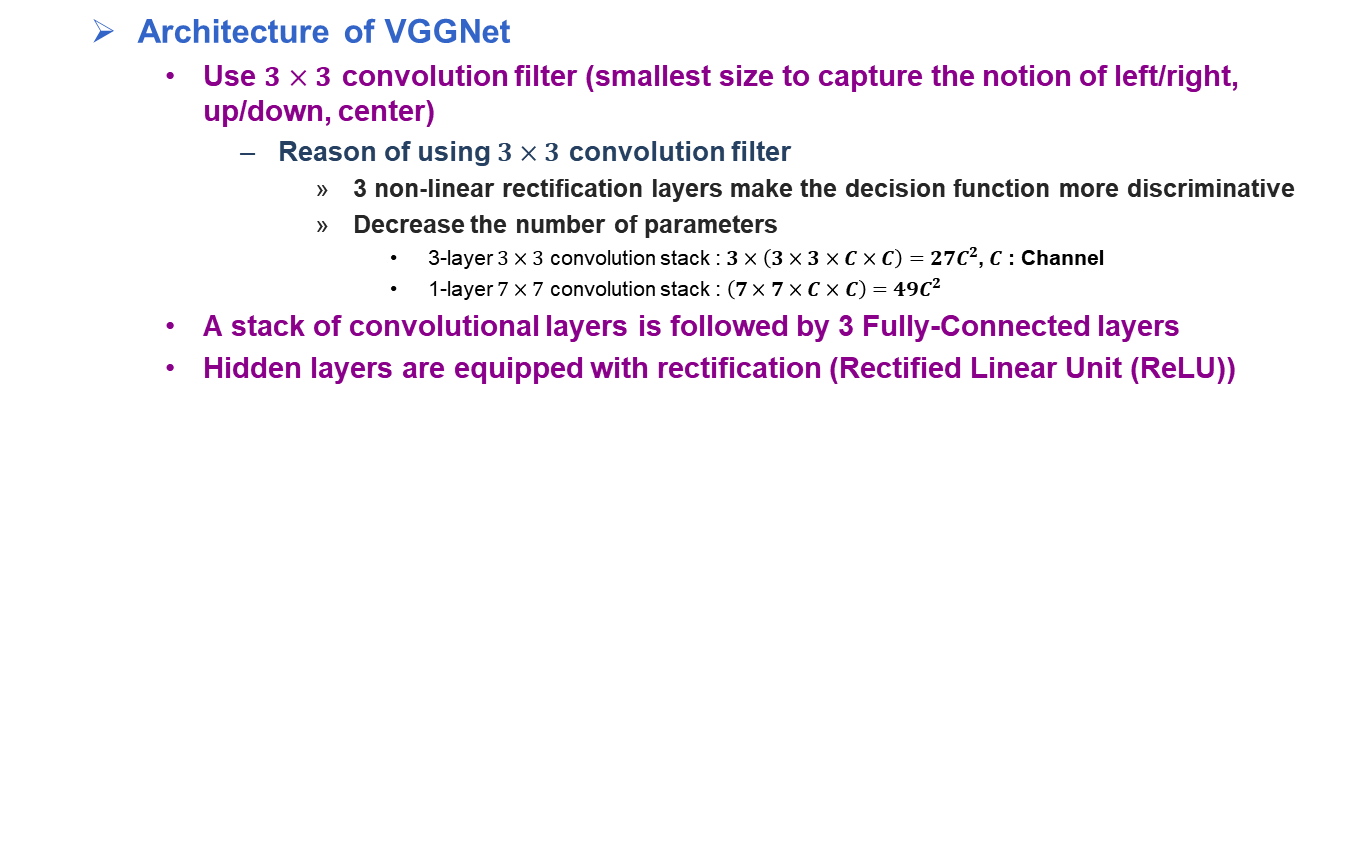 ➢ Architecture of VGGNet
• Use 3 × 3 convolution filter (smallest size to capture the notion of left/right,
up/down, center)
– Reason of using 3 × 3 convolution filter
» 3 non-linear rectification layers make the decision function more discriminative
» Decrease the number of parameters
• 3-layer 3 × 3 convolution stack : 3 × (3 × 3 × C × C) = 27C², C : Channel
• 1-layer 7 × 7 convolution stack : (7 × 7 × C × C) = 49C²
• A stack of convolutional layers is followed by 3 Fully-Connected layers
• Hidden layers are equipped with rectification (Rectified Linear Unit (ReLU))